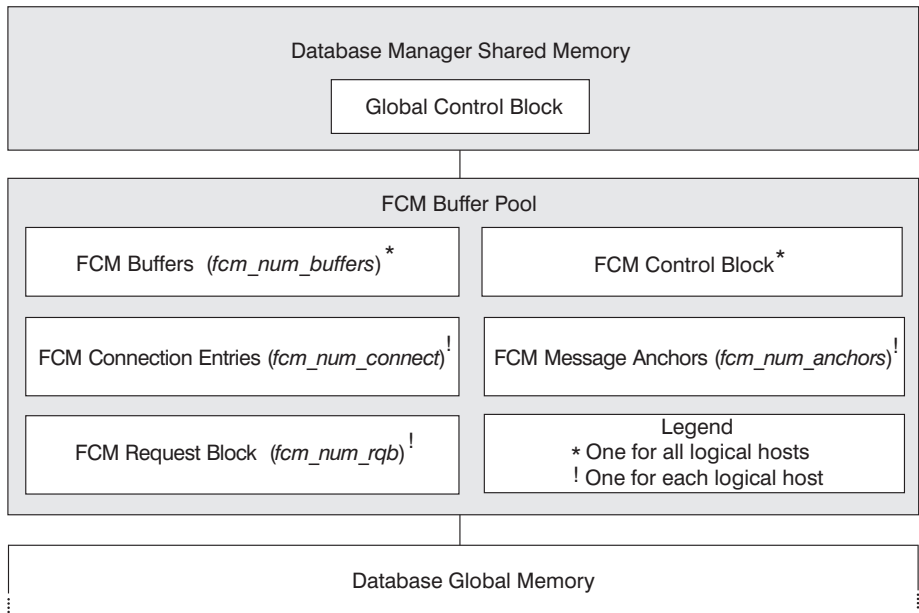 Database Manager Shared Memory
Global Control Block
FCM Buffer Pool
FCM Buffers (fcm_num_buffers)*
FCM Control Block*
FCM Connection Entries (fcm_num_connect)!
FCM Message Anchors (fcm_num_anchors)!
FCM Request Block (fcm_num_rqb)!
Legend
* One for all logical hosts
! One for each logical host
Database Global Memory